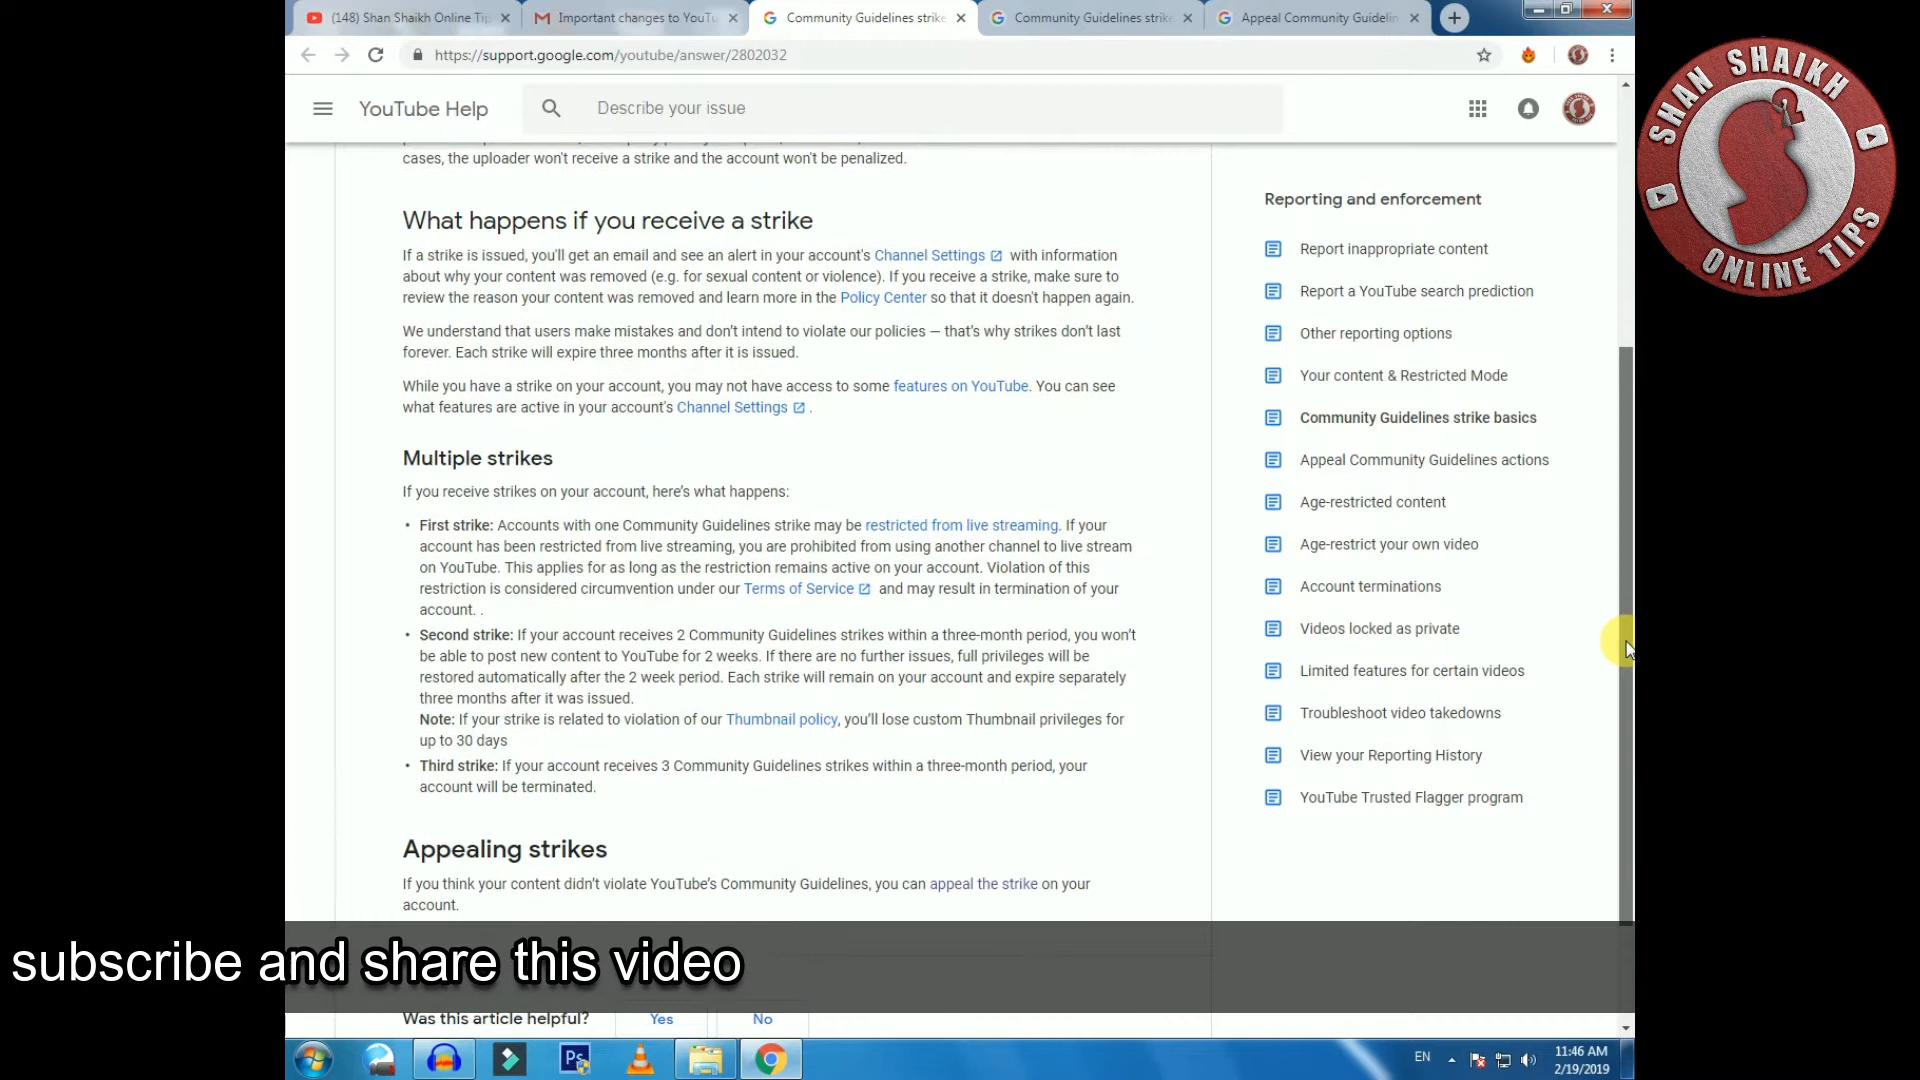 (148) Shan Shaikh Online Tip
Important changes to YouTu
Community Guidelines strike
Community Guidelines strike
Appeal Community Guidelin
https://support.google.com/youtube/answer/2802032
YouTube Help
Describe your issue
SHAN SHAIKH
ONLINE TIPS
cases, the uploader won't receive a strike and the account won't be penalized.
What happens if you receive a strike
If a strike is issued, you'll get an email and see an alert in your account's Channel Settings with information
about why your content was removed (e.g. for sexual content or violence). If you receive a strike, make sure to
review the reason your content was removed and learn more in the Policy Center so that it doesn't happen again.
We understand that users make mistakes and don't intend to violate our policies — that's why strikes don't last
forever. Each strike will expire three months after it is issued.
While you have a strike on your account, you may not have access to some features on YouTube. You can see
what features are active in your account's Channel Settings .
Multiple strikes
If you receive strikes on your account, here's what happens:
• First strike: Accounts with one Community Guidelines strike may be restricted from live streaming. If your
account has been restricted from live streaming, you are prohibited from using another channel to live stream
on YouTube. This applies for as long as the restriction remains active on your account. Violation of this
restriction is considered circumvention under our Terms of Service and may result in termination of your
account. .
• Second strike: If your account receives 2 Community Guidelines strikes within a three-month period, you won't
be able to post new content to YouTube for 2 weeks. If there are no further issues, full privileges will be
restored automatically after the 2 week period. Each strike will remain on your account and expire separately
three months after it was issued.
Note: If your strike is related to violation of our Thumbnail policy, you'll lose custom Thumbnail privileges for
up to 30 days
• Third strike: If your account receives 3 Community Guidelines strikes within a three-month period, your
account will be terminated.
Appealing strikes
If you think your content didn't violate YouTube's Community Guidelines, you can appeal the strike on your
account.
Reporting and enforcement
Report inappropriate content
Report a YouTube search prediction
Other reporting options
Your content & Restricted Mode
Community Guidelines strike basics
Appeal Community Guidelines actions
Age-restricted content
Age-restrict your own video
Account terminations
Videos locked as private
Limited features for certain videos
Troubleshoot video takedowns
View your Reporting History
YouTube Trusted Flagger program
subscribe and share this video
Was this article helpful? Yes No
Ps
EN
11:46 AM
2/19/2019